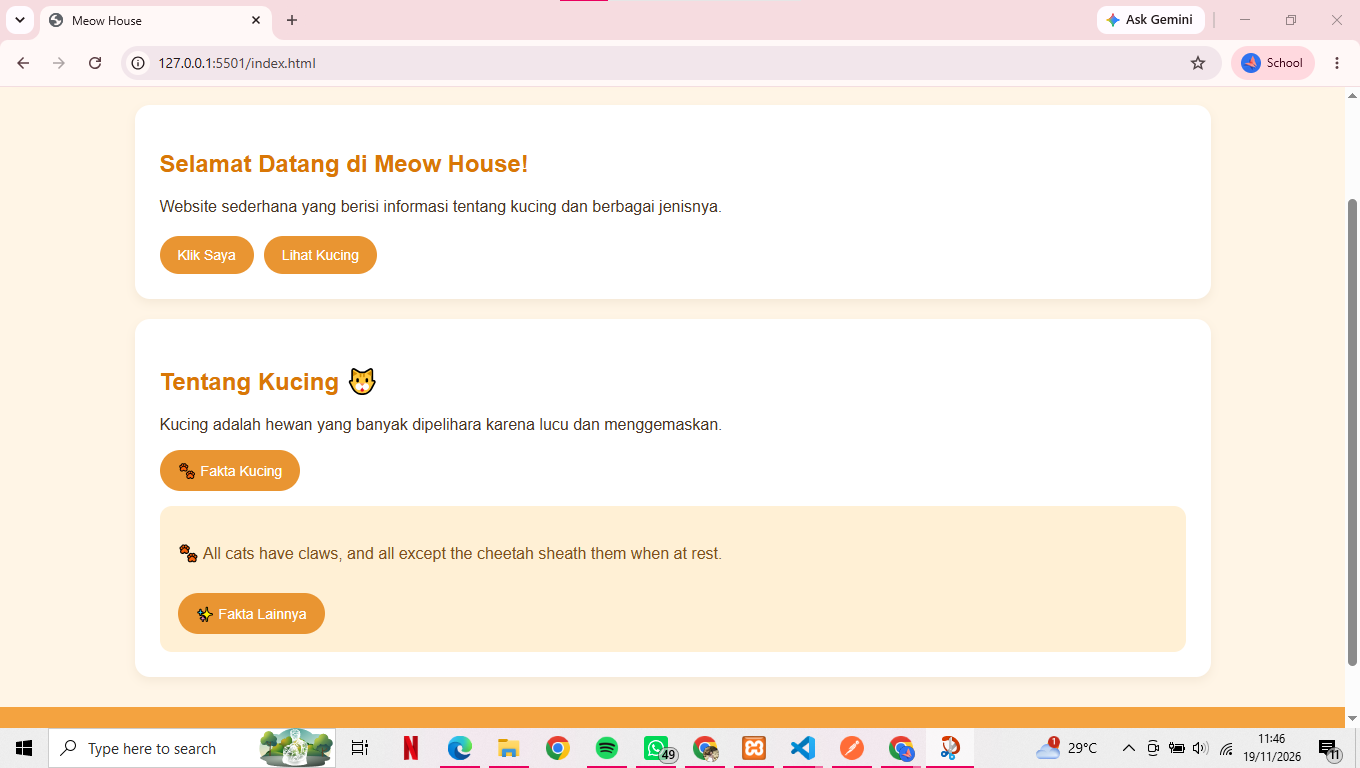 Meow House
Ask Gemini
127.0.0.1:5501/index.html
School
Selamat Datang di Meow House!
Website sederhana yang berisi informasi tentang kucing dan berbagai jenisnya.
Klik Saya
Lihat Kucing
Tentang Kucing 🐱
Kucing adalah hewan yang banyak dipelihara karena lucu dan menggemaskan.
🐾 Fakta Kucing
🐾 All cats have claws, and all except the cheetah sheath them when at rest.
✨ Fakta Lainnya
Type here to search
N
49
1
29°C
11:46
19/11/2026
11